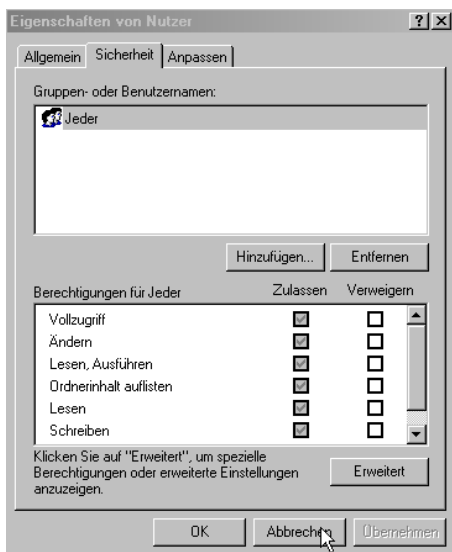 Eigenschaften von Nutzer
Allgemein Sicherheit Anpassen
Gruppen- oder Benutzernamen:
Jeder
Hinzufügen... Entfernen
Berechtigungen für Jeder Zulassen Verweigern
Vollzugriff
Ändern
Lesen, Ausführen
Ordnerinhalt auflisten
Lesen
Schreiben
Klicken Sie auf "Erweitert", um spezielle
Berechtigungen oder erweiterte Einstellungen
anzuzeigen.
Erweitert
OK Abbrechen Übernehmen